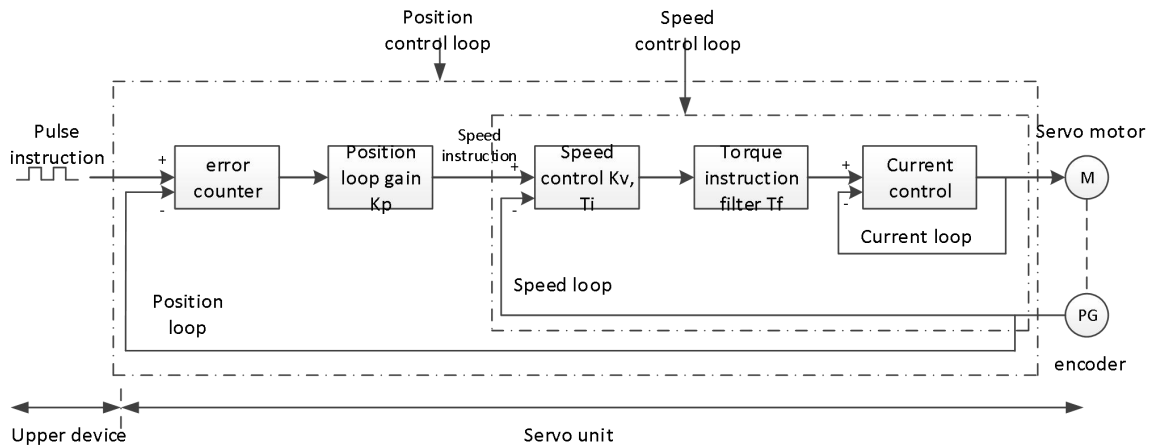 Position
control loop
Speed
control loop
Pulse
instruction
+
-
error
counter
Position
loop gain
Kp
Speed
instruction
+
-
Speed
control Kv,
Ti
Torque
instruction
filter Tf
+
-
Current
control
Servo motor
M
Current loop
Speed loop
Position
loop
PG
encoder
Upper device
Servo unit